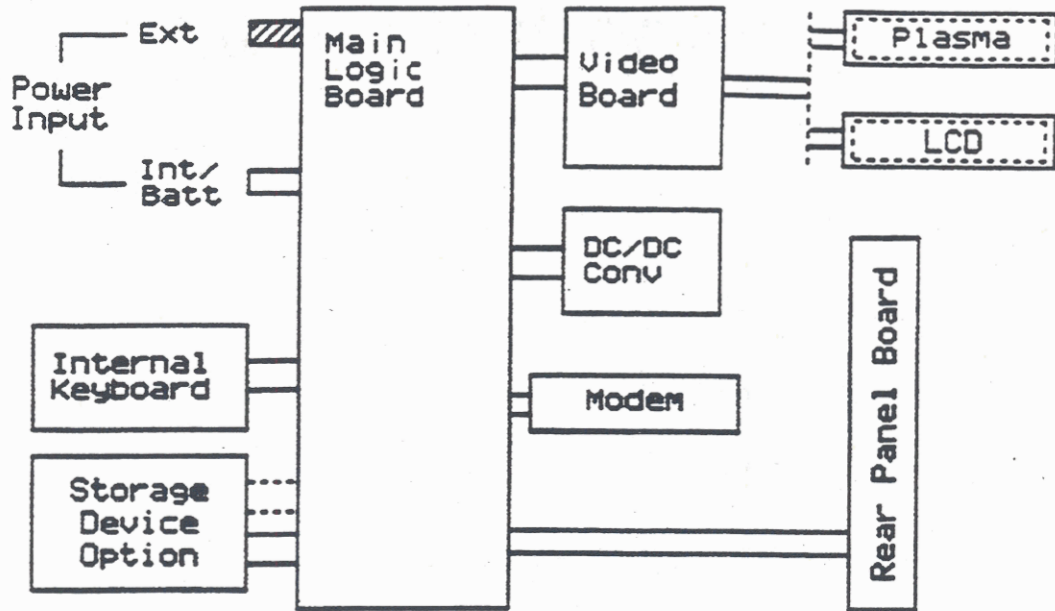 Ext
Power
Input
Int/
Batt
Main
Logic
Board
Video
Board
Plasma
LCD
DC/DC
Conv
Internal
Keyboard
Modem
Storage
Device
Option
Rear Panel Board